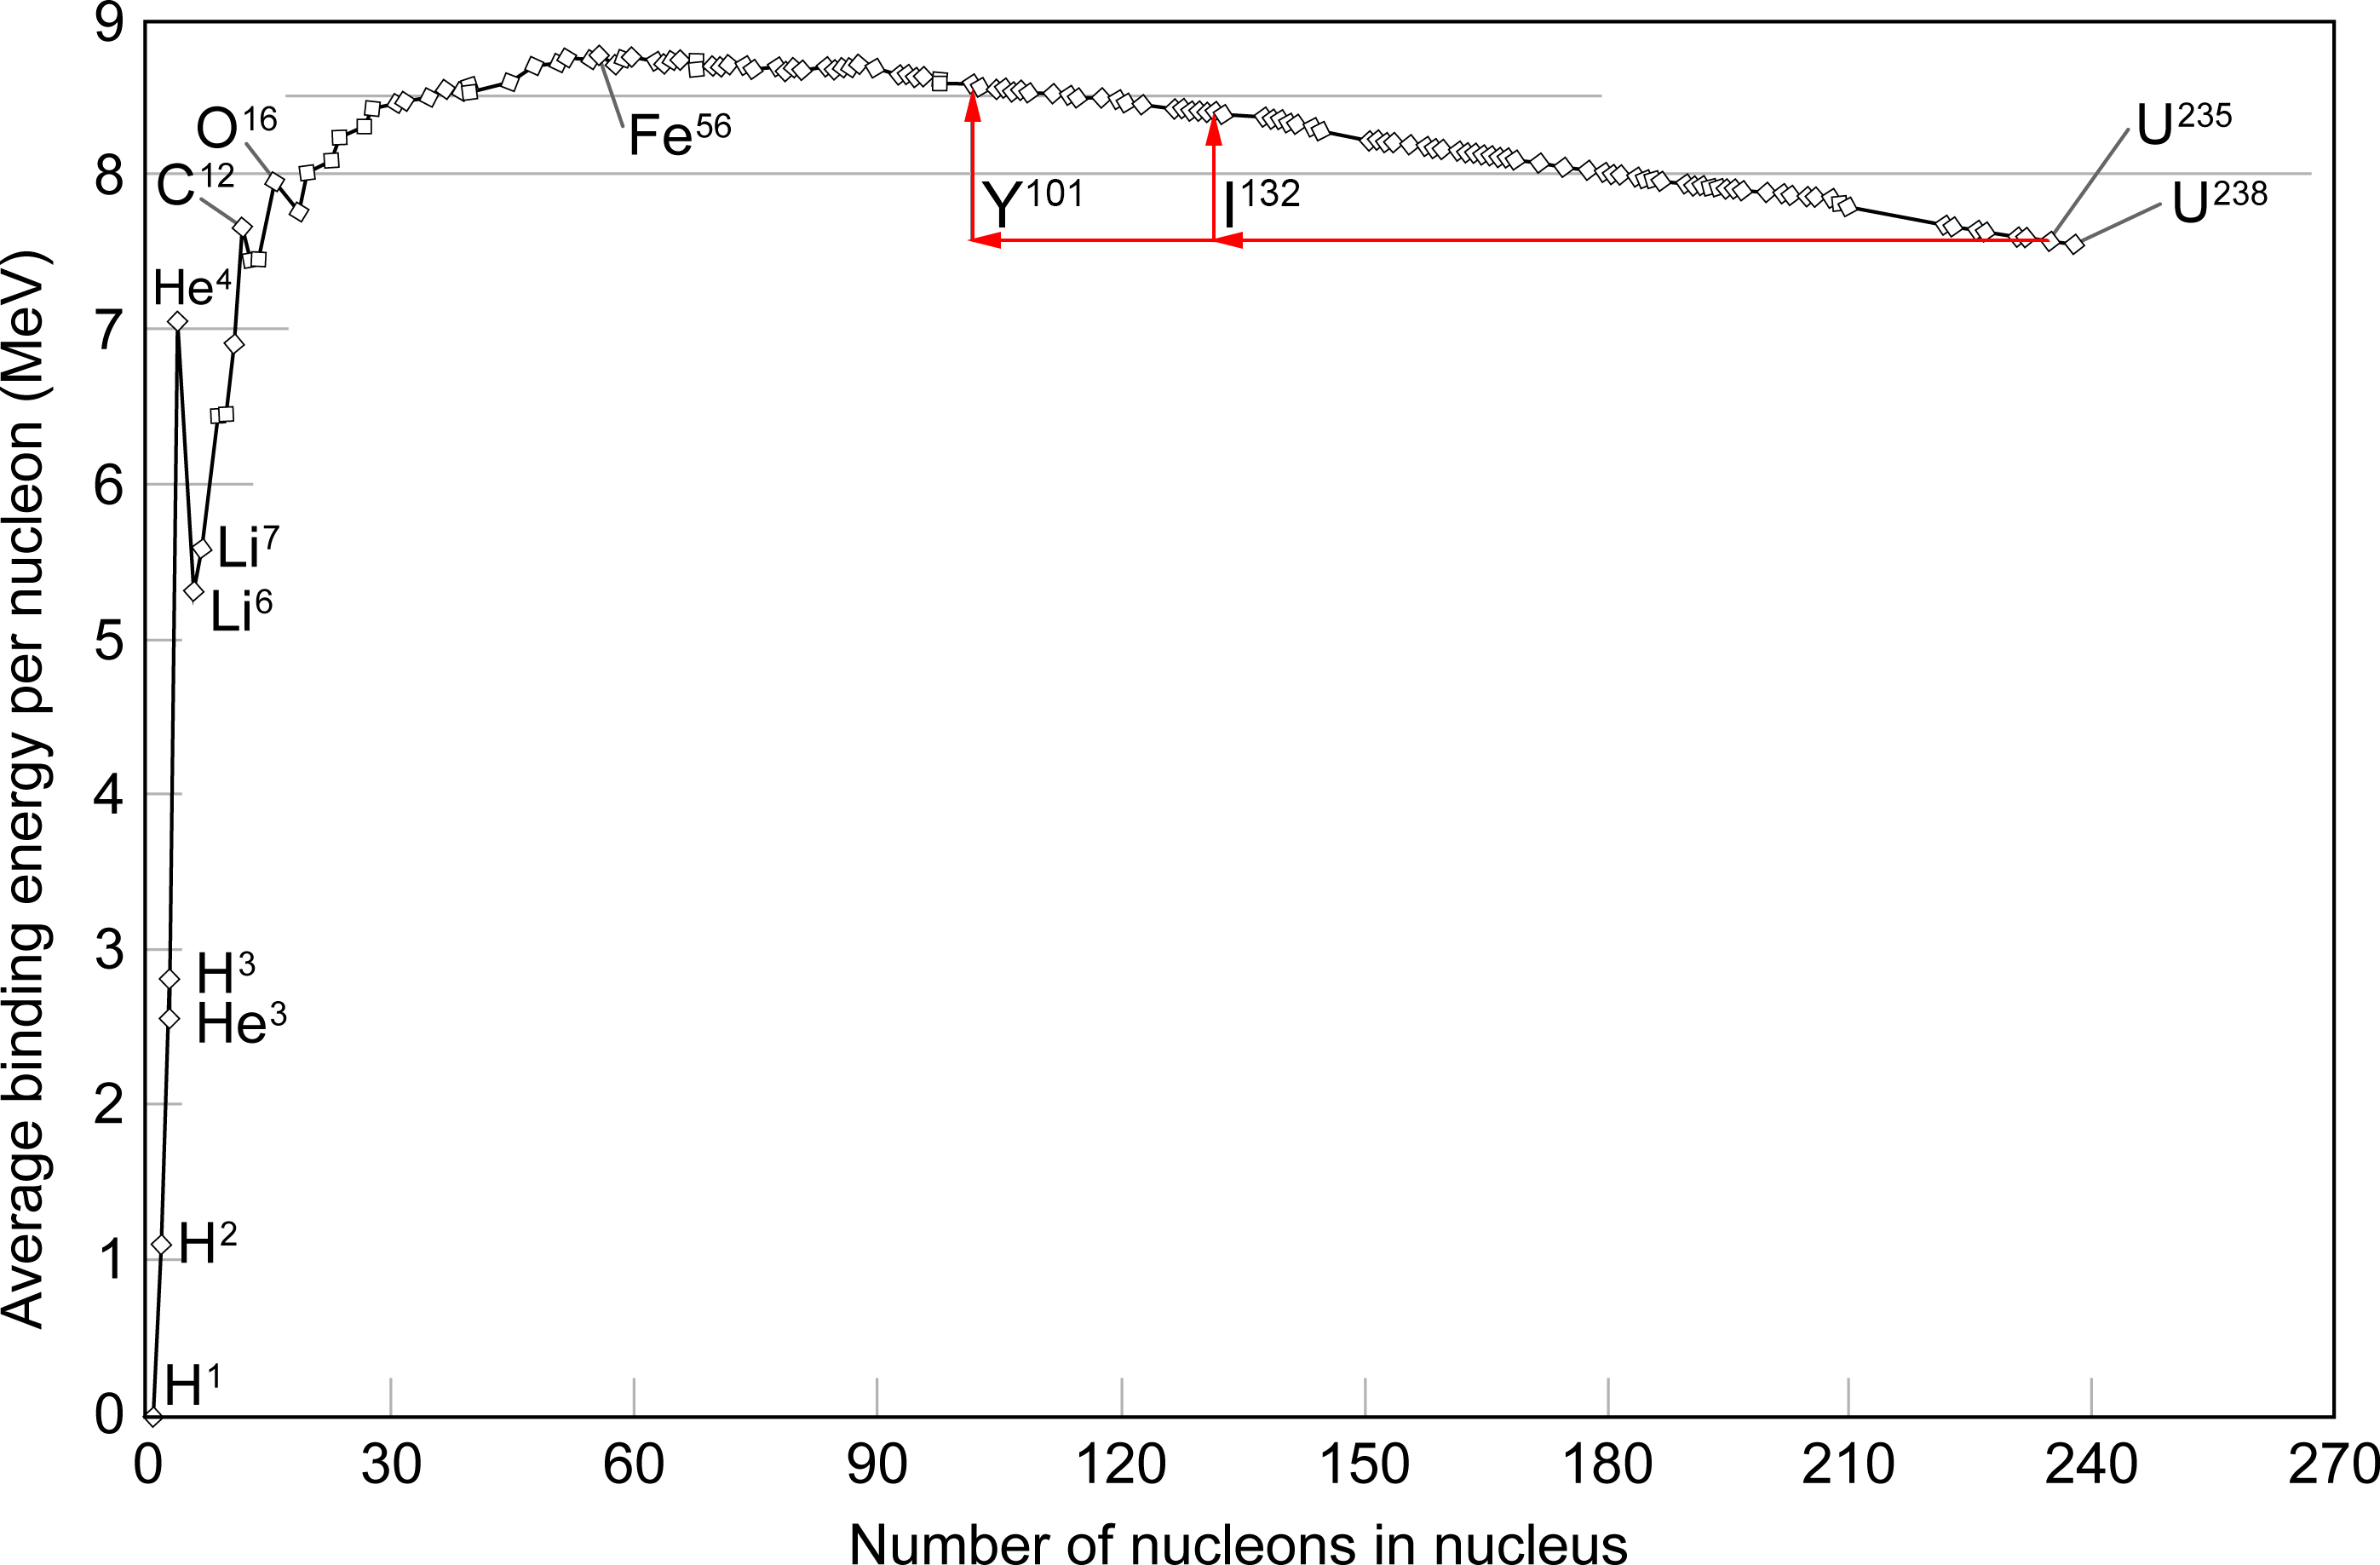 Average binding energy per nucleon (MeV)
9
8
7
6
5
4
3
2
1
0
O¹⁶
C¹²
He⁴
Fe⁵⁶
Y¹⁰¹
I¹³²
U²³⁵
U²³⁸
Li⁷
Li⁶
H³
He³
H²
H¹
0 30 60 90 120 150 180 210 240 270
Number of nucleons in nucleus